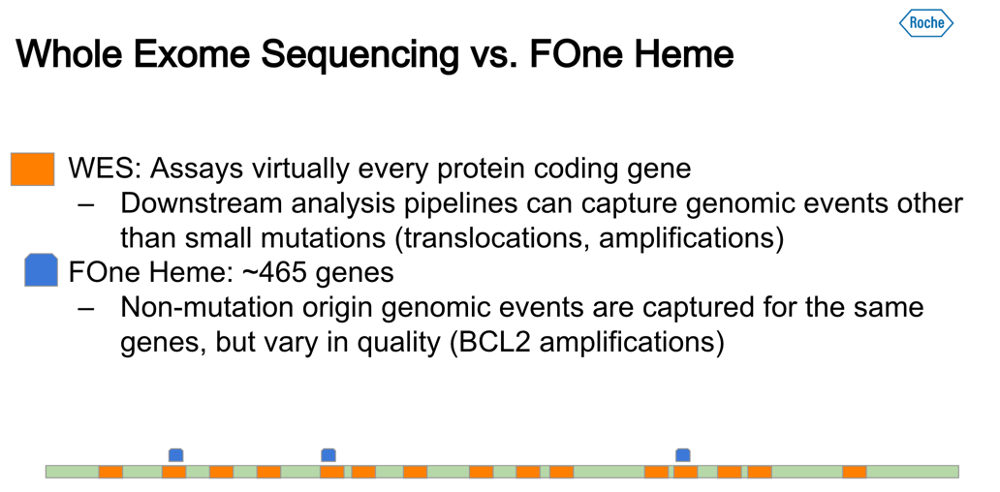 Roche
Whole Exome Sequencing vs. FOne Heme
WES: Assays virtually every protein coding gene
– Downstream analysis pipelines can capture genomic events other
than small mutations (translocations, amplifications)
FOne Heme: ~465 genes
– Non-mutation origin genomic events are captured for the same
genes, but vary in quality (BCL2 amplifications)